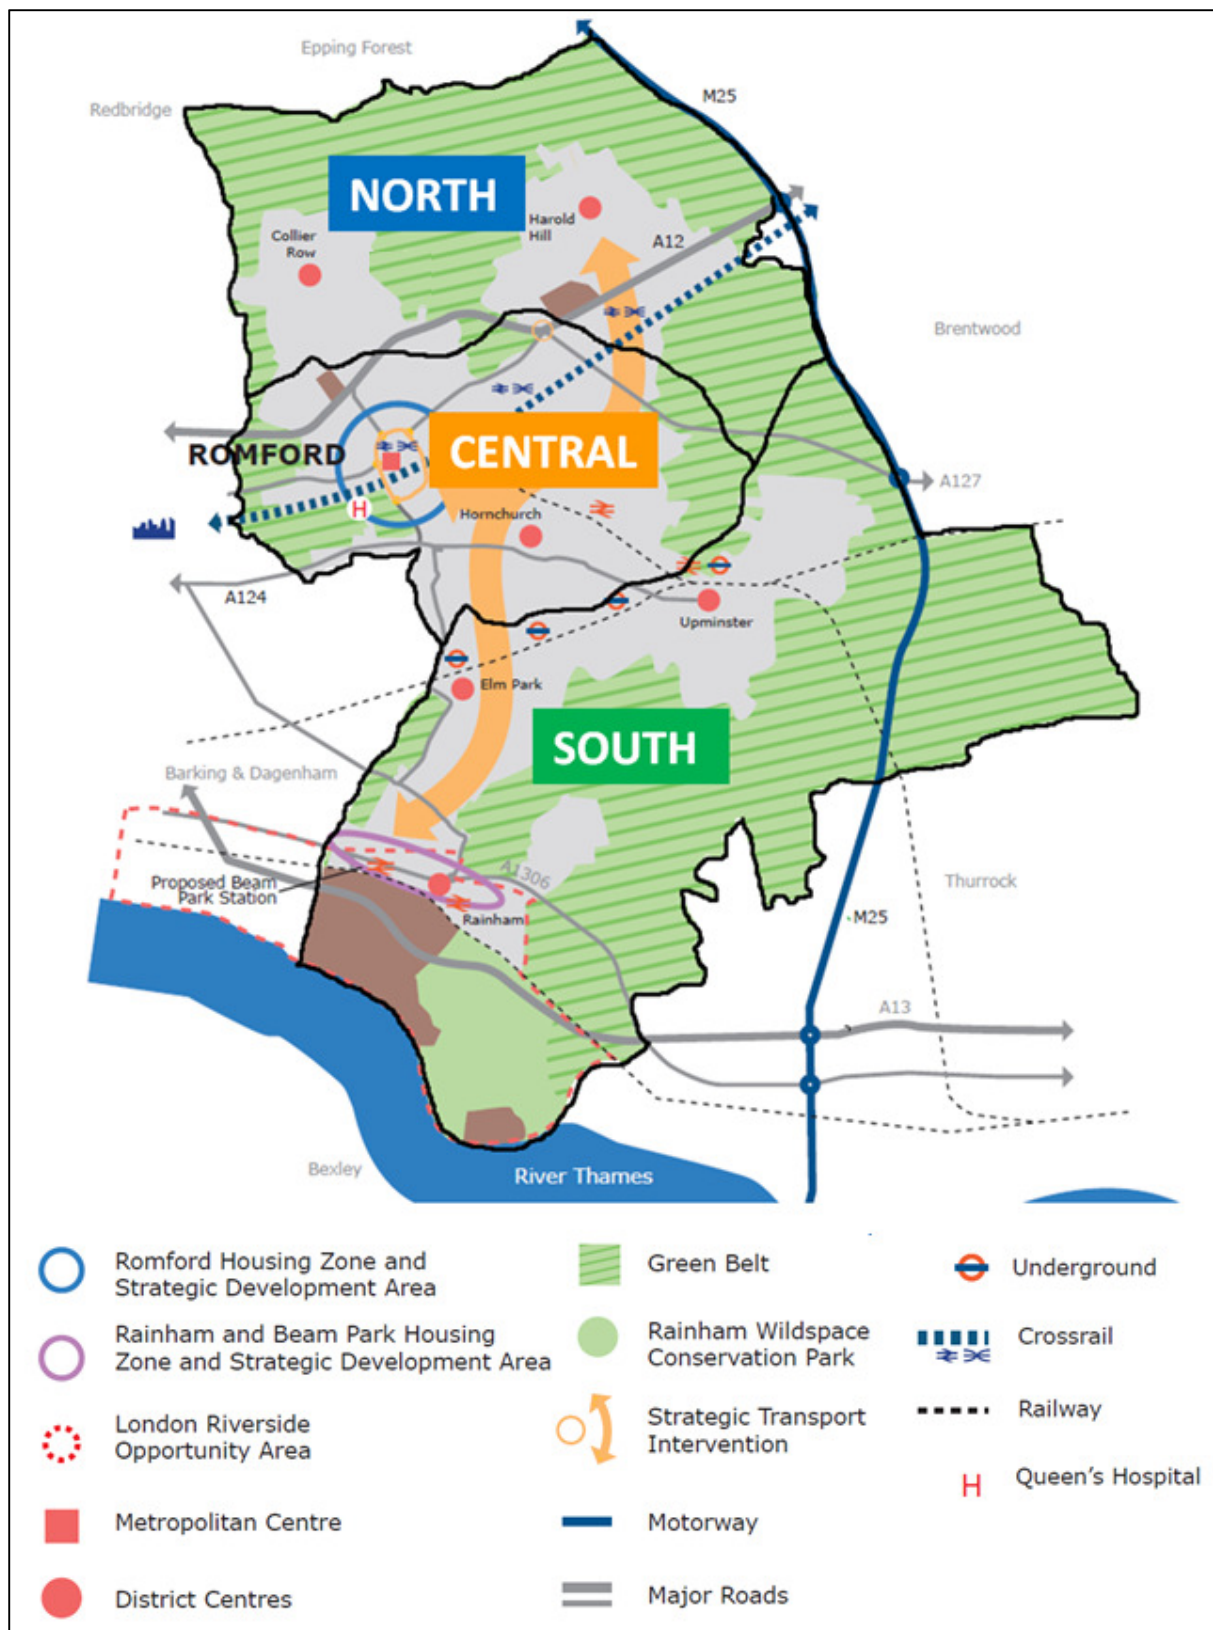 Epping Forest
Redbridge
M25
NORTH
Harold
Hill
Collier
Row
A12
Brentwood
ROMFORD
CENTRAL
A127
H
Hornchurch
A124
Upminster
Elm Park
SOUTH
Barking & Dagenham
A1306
Proposed Beam
Park Station
Thurrock
Rainham
M25
A13
Bexley
River Thames
Romford Housing Zone and
Strategic Development Area
Rainham and Beam Park Housing
Zone and Strategic Development Area
London Riverside
Opportunity Area
Metropolitan Centre
District Centres
Green Belt
Rainham Wildspace
Conservation Park
Strategic Transport
Intervention
Motorway
Major Roads
Underground
Crossrail
Railway
H
Queen's Hospital